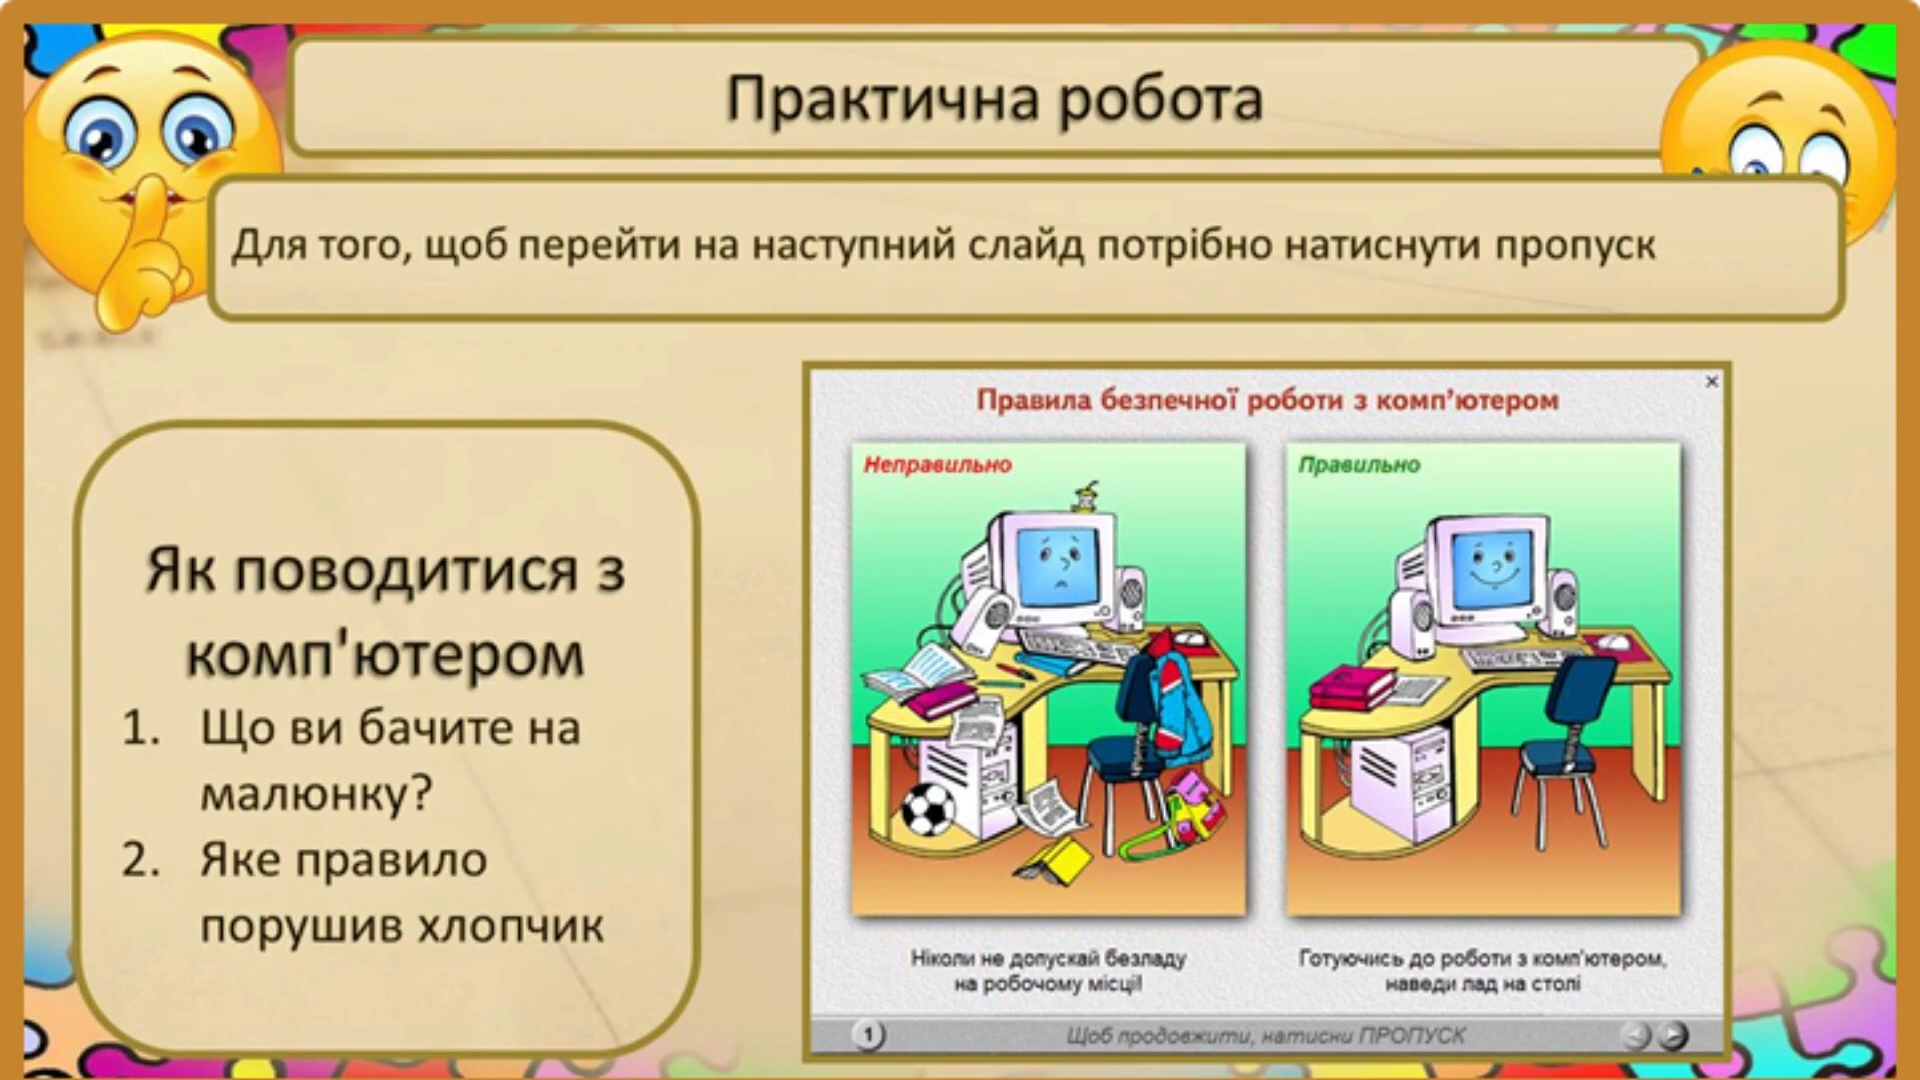 Практична робота
Для того, щоб перейти на наступний слайд потрібно натиснути пропуск
Як поводитися з
комп'ютером
1. Що ви бачите на
малюнку?
2. Яке правило
порушив хлопчик
Правила безпечної роботи з комп'ютером
Неправильно
Правильно
Ніколи не допускай безладу
на робочому місці!
Готуючись до роботи з комп'ютером,
наведи лад на столі
1
Щоб продовжити, натисни ПРОПУСК